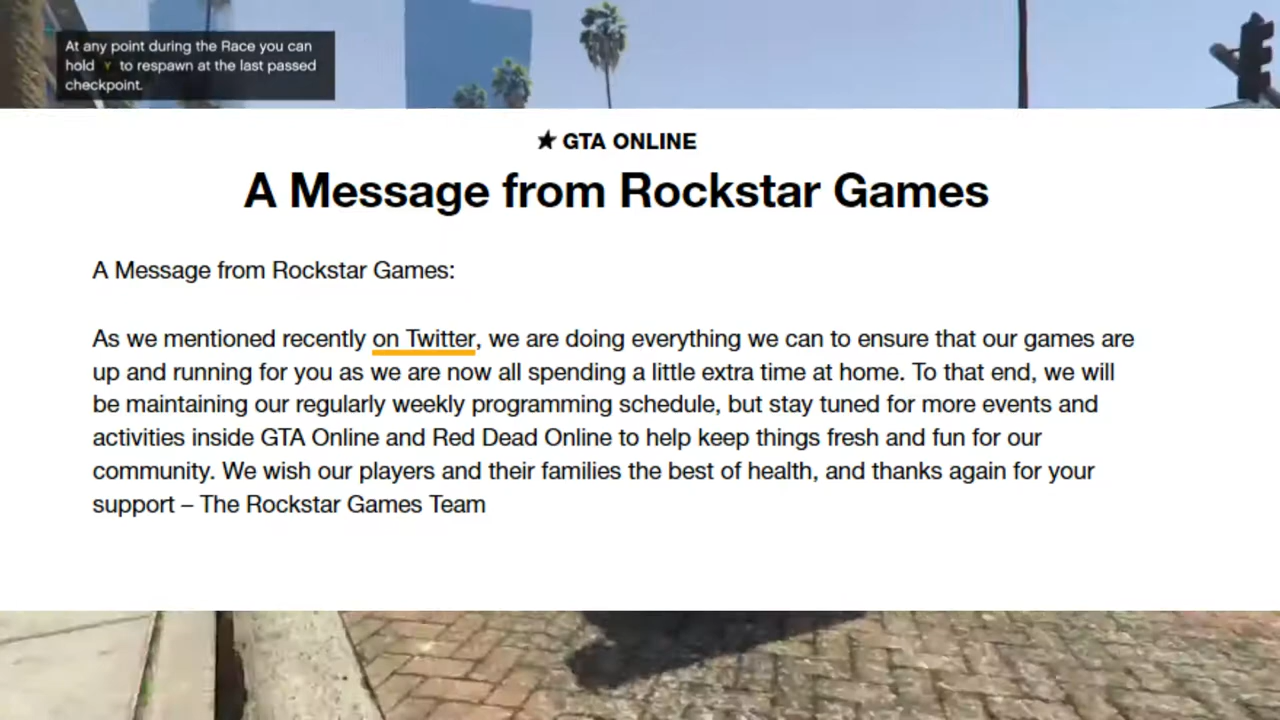 At any point during the Race you can
hold Y to respawn at the last passed
checkpoint.
★ GTA ONLINE
A Message from Rockstar Games
A Message from Rockstar Games:
As we mentioned recently on Twitter, we are doing everything we can to ensure that our games are
up and running for you as we are now all spending a little extra time at home. To that end, we will
be maintaining our regularly weekly programming schedule, but stay tuned for more events and
activities inside GTA Online and Red Dead Online to help keep things fresh and fun for our
community. We wish our players and their families the best of health, and thanks again for your
support – The Rockstar Games Team